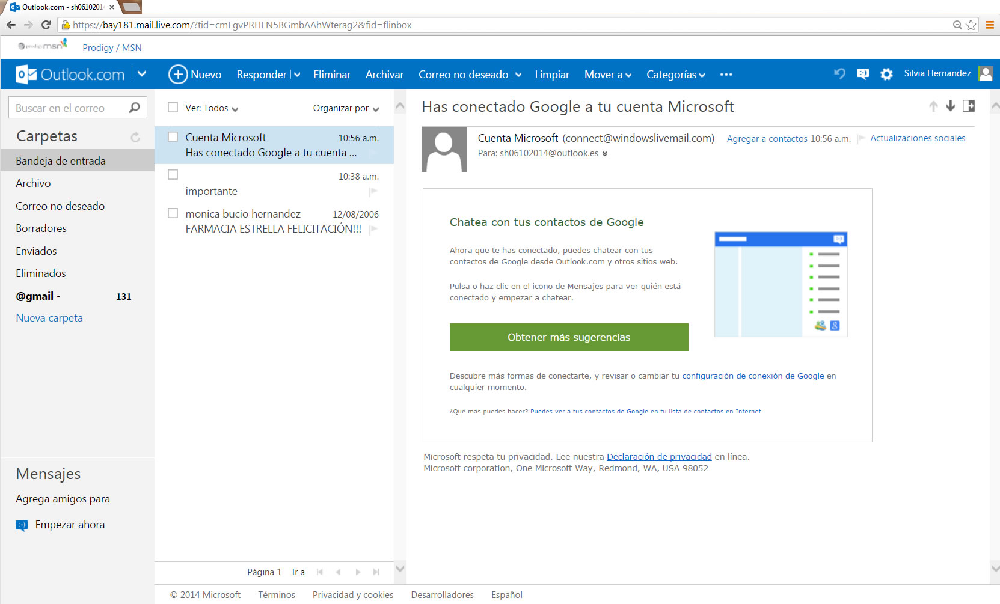 Outlook.com - sh06102014
https://bay181.mail.live.com/?tid=cmFgvPRHFN5BGmbAAhWterag2&fid=flinbox
prodigy msn Prodigy / MSN
Outlook.com Nuevo Responder Eliminar Archivar Correo no deseado Limpiar Mover a Categorías ••• Silvia Hernandez
Buscar en el correo
Carpetas
Bandeja de entrada
Archivo
Correo no deseado
Borradores
Enviados
Eliminados
@gmail - 131
Nueva carpeta
Mensajes
Agrega amigos para
Empezar ahora
Ver: Todos Organizar por
Cuenta Microsoft 10:56 a.m.
Has conectado Google a tu cuenta ...
10:38 a.m.
importante
monica bucio hernandez 12/08/2006
FARMACIA ESTRELLA FELICITACIÓN!!!
Página 1 Ir a
Has conectado Google a tu cuenta Microsoft
Cuenta Microsoft (connect@windowslivemail.com) Agregar a contactos 10:56 a.m. Actualizaciones sociales
Para: sh06102014@outlook.es
Chatea con tus contactos de Google
Ahora que te has conectado, puedes chatear con tus
contactos de Google desde Outlook.com y otros sitios web.
Pulsa o haz clic en el icono de Mensajes para ver quién está
conectado y empezar a chatear.
Obtener más sugerencias
Descubre más formas de conectarte, y revisar o cambiar tu configuración de conexión de Google en
cualquier momento.
¿Qué más puedes hacer? Puedes ver a tus contactos de Google en tu lista de contactos en Internet
Microsoft respeta tu privacidad. Lee nuestra Declaración de privacidad en línea.
Microsoft corporation, One Microsoft Way, Redmond, WA, USA 98052
© 2014 Microsoft Términos Privacidad y cookies Desarrolladores Español